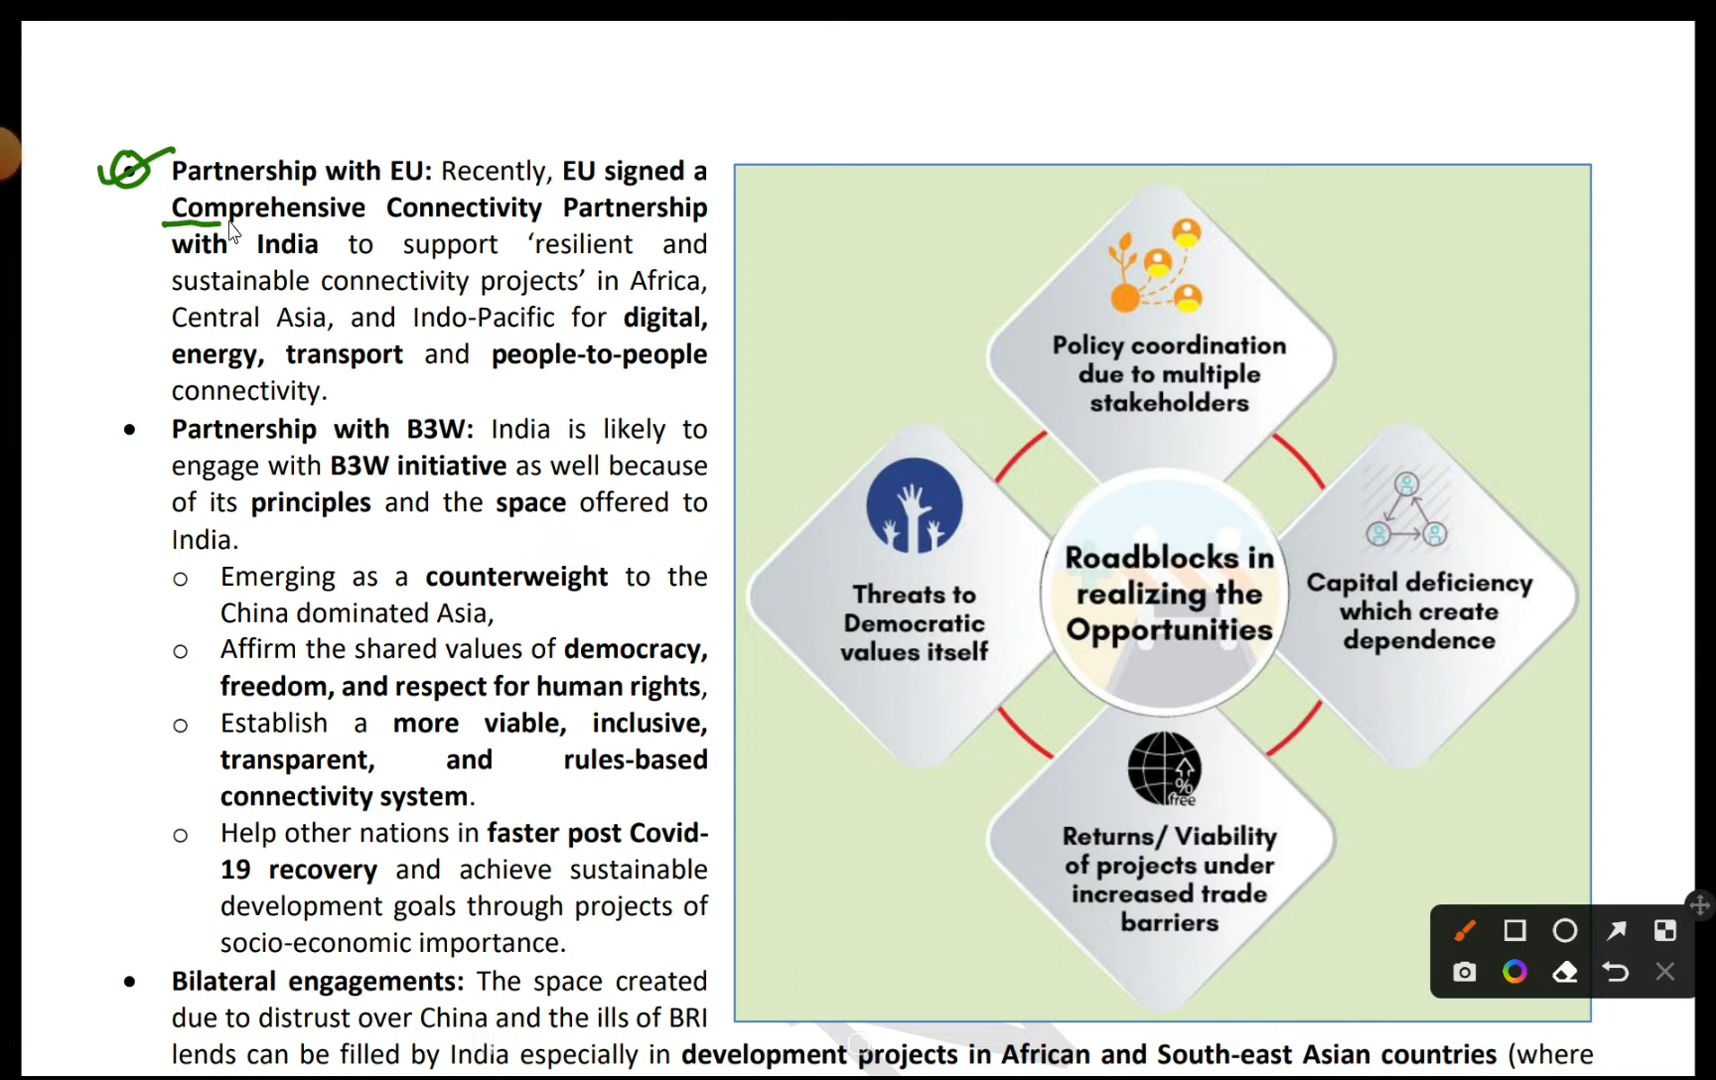 • Partnership with EU: Recently, EU signed a
Comprehensive Connectivity Partnership
with India to support ‘resilient and
sustainable connectivity projects’ in Africa,
Central Asia, and Indo-Pacific for digital,
energy, transport and people-to-people
connectivity.
• Partnership with B3W: India is likely to
engage with B3W initiative as well because
of its principles and the space offered to
India.
o Emerging as a counterweight to the
China dominated Asia,
o Affirm the shared values of democracy,
freedom, and respect for human rights,
o Establish a more viable, inclusive,
transparent, and rules-based
connectivity system.
o Help other nations in faster post Covid-
19 recovery and achieve sustainable
development goals through projects of
socio-economic importance.
• Bilateral engagements: The space created
due to distrust over China and the ills of BRI
lends can be filled by India especially in development projects in African and South-east Asian countries (where
Policy coordination
due to multiple
stakeholders
Threats to
Democratic
values itself
Roadblocks in
realizing the
Opportunities
Capital deficiency
which create
dependence
%
free
Returns/ Viability
of projects under
increased trade
barriers